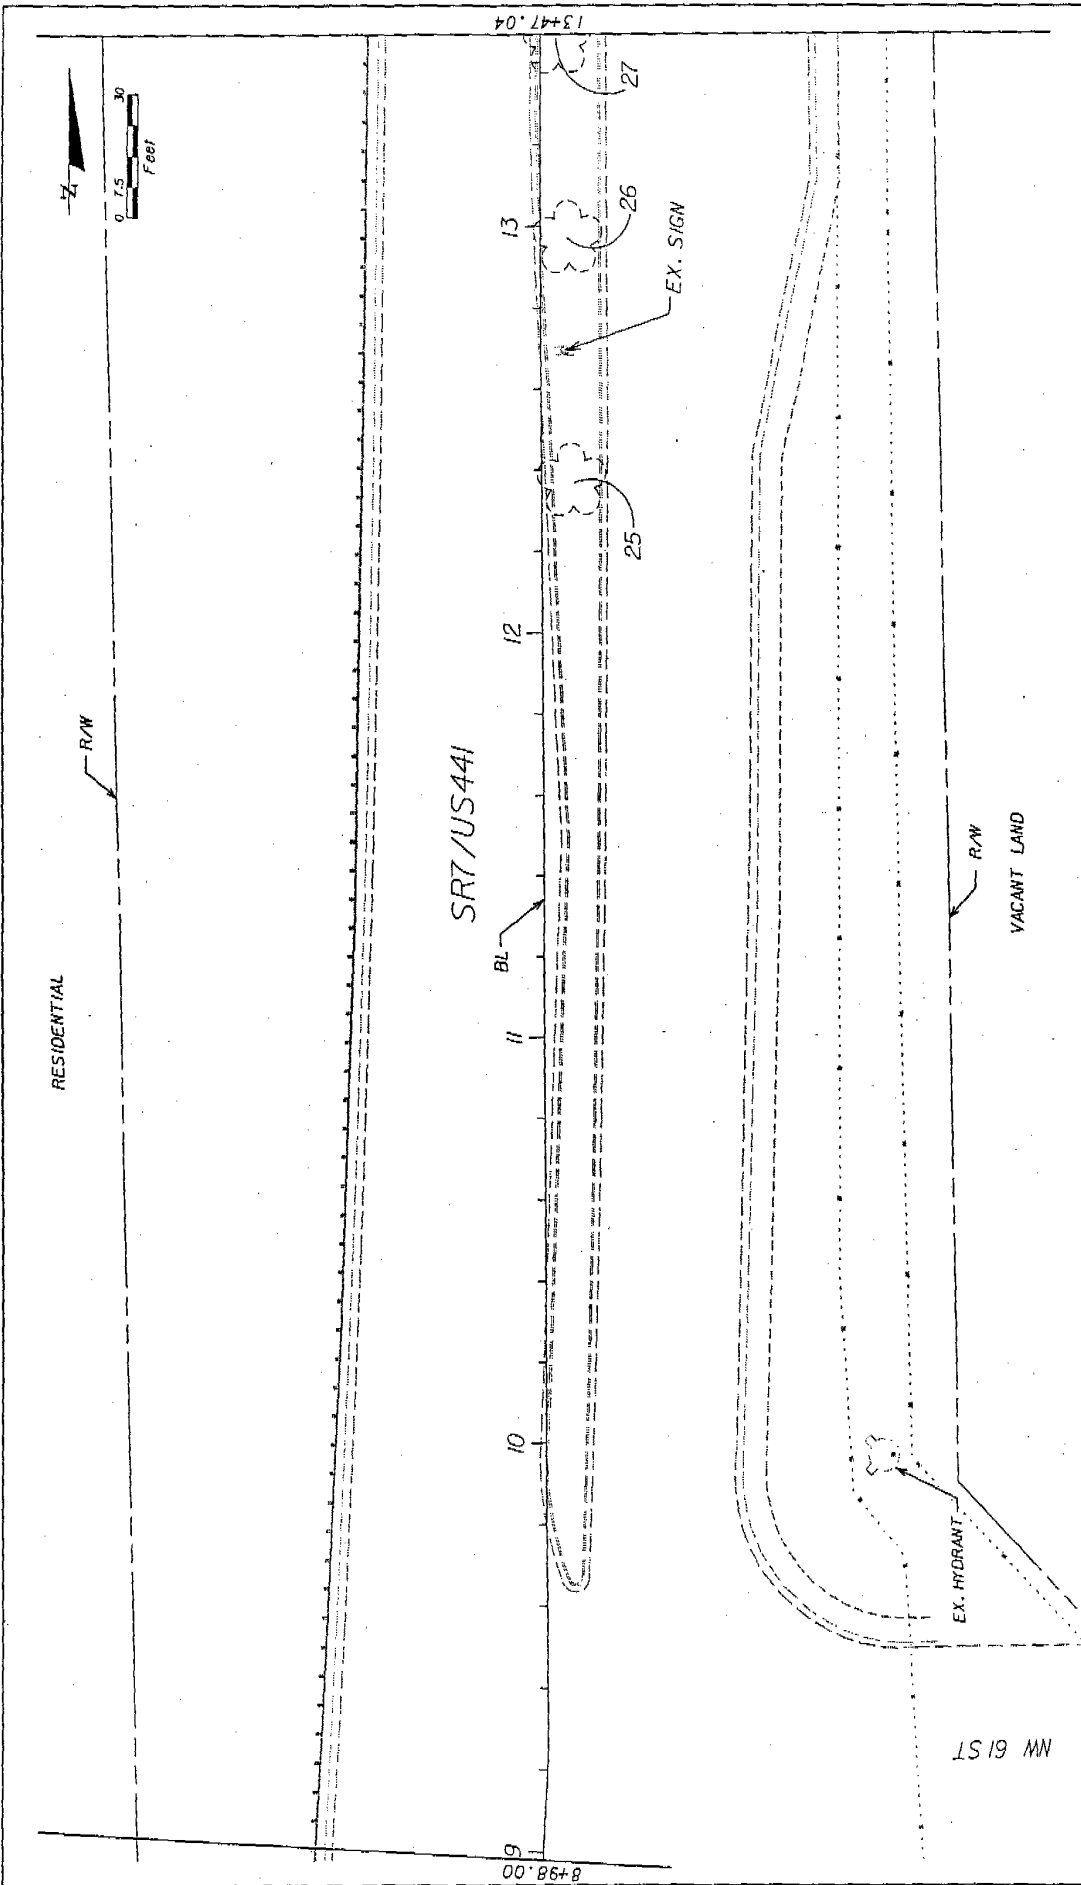 13+47.04
N
0 7.5 30
Feet
27
26
13
EX. SIGN
25
12
R/W
SR7/US441
BL
RESIDENTIAL
11
R/W
VACANT LAND
10
EX. HYDRANT
NW 61 ST
9
8+98.00